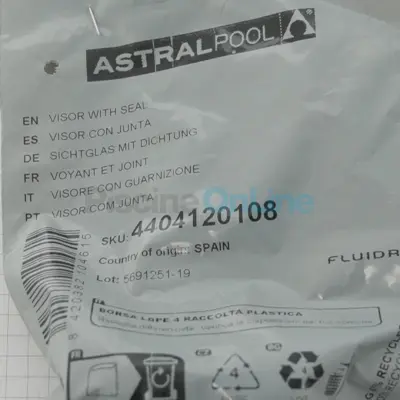 ASTRALPOOL
EN VISOR WITH SEAL
ES VISOR CON JUNTA
DE SICHTGLAS MIT DICHTUNG
FR VOYANT ET JOINT
IT VISORE CON GUARNIZIONE
PT VISOR COM JUNTA
PiscineOnline
SKU: 4404120108
Country of origin: SPAIN
Lot: 5691251-19
FLUIDR
BORSA LDPE 4 RACCOLTA PLASTICA
4